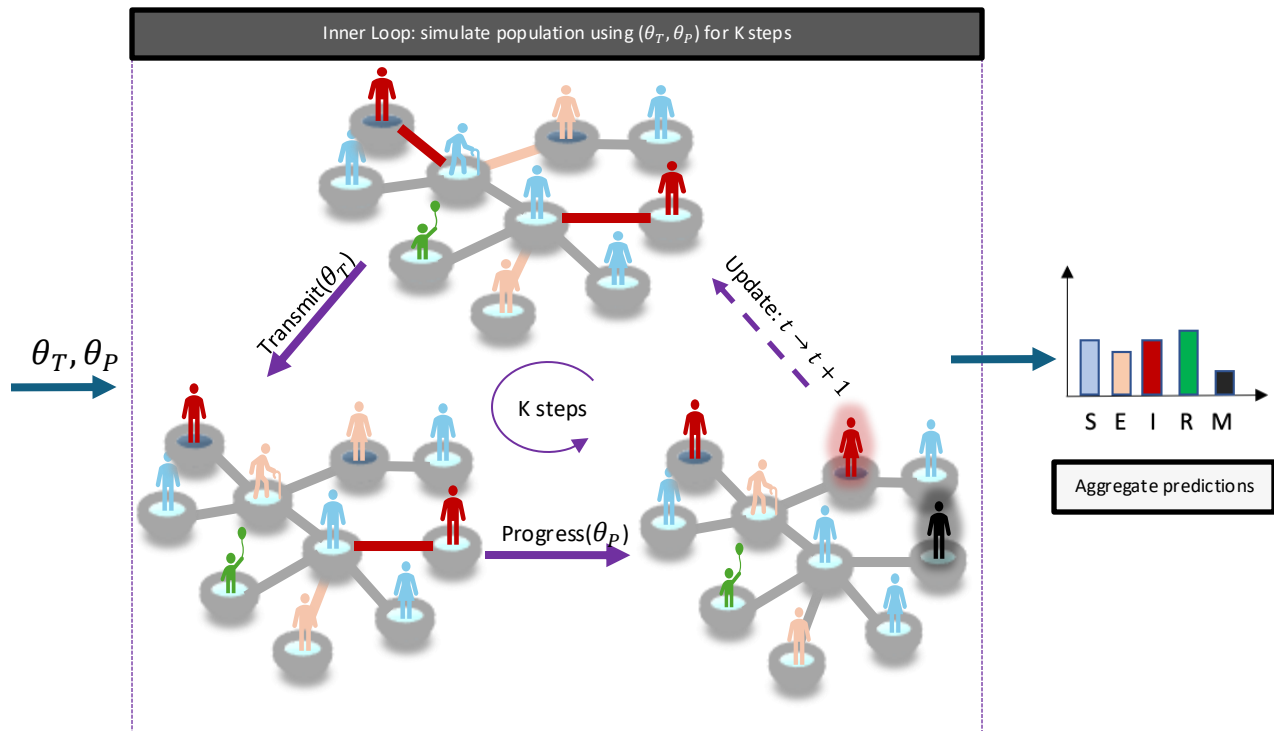 Inner Loop: simulate population using (θ_T, θ_P) for K steps
Transmit(θ_T)
Update: t → t + 1
θ_T, θ_P
K steps
Progress(θ_P)
S E I R M
Aggregate predictions